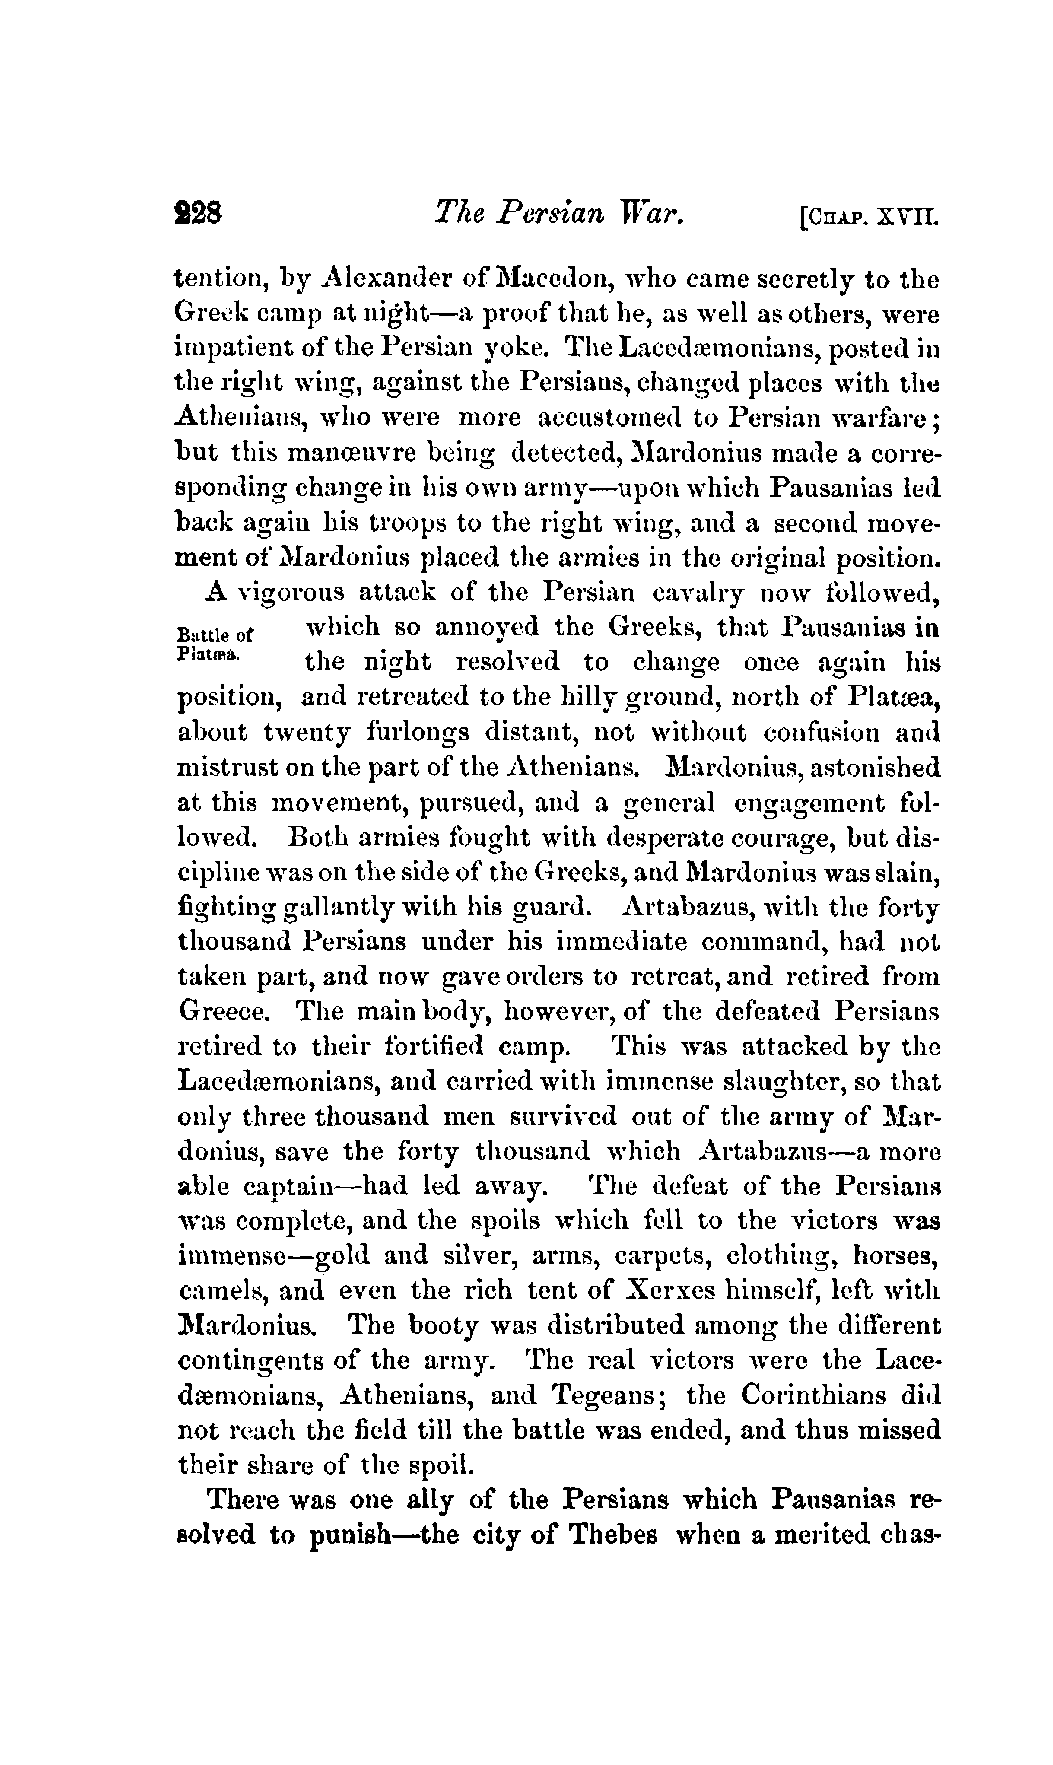 228 The Persian War. [CHAP. XVII.
tention, by Alexander of Macedon, who came secretly to the
Greek camp at night—a proof that he, as well as others, were
impatient of the Persian yoke. The Lacedæmonians, posted in
the right wing, against the Persians, changed places with the
Athenians, who were more accustomed to Persian warfare;
but this manœuvre being detected, Mardonius made a corre-
sponding change in his own army—upon which Pausanias led
back again his troops to the right wing, and a second move-
ment of Mardonius placed the armies in the original position.
A vigorous attack of the Persian cavalry now followed,
Battle of
Platæa.
which so annoyed the Greeks, that Pausanias in
the night resolved to change once again his
position, and retreated to the hilly ground, north of Platæa,
about twenty furlongs distant, not without confusion and
mistrust on the part of the Athenians. Mardonius, astonished
at this movement, pursued, and a general engagement fol-
lowed. Both armies fought with desperate courage, but dis-
cipline was on the side of the Greeks, and Mardonius was slain,
fighting gallantly with his guard. Artabazus, with the forty
thousand Persians under his immediate command, had not
taken part, and now gave orders to retreat, and retired from
Greece. The main body, however, of the defeated Persians
retired to their fortified camp. This was attacked by the
Lacedæmonians, and carried with immense slaughter, so that
only three thousand men survived out of the army of Mar-
donius, save the forty thousand which Artabazus—a more
able captain—had led away. The defeat of the Persians
was complete, and the spoils which fell to the victors was
immense—gold and silver, arms, carpets, clothing, horses,
camels, and even the rich tent of Xerxes himself, left with
Mardonius. The booty was distributed among the different
contingents of the army. The real victors were the Lace-
dæmonians, Athenians, and Tegeans; the Corinthians did
not reach the field till the battle was ended, and thus missed
their share of the spoil.
There was one ally of the Persians which Pausanias re-
solved to punish—the city of Thebes when a merited chas-